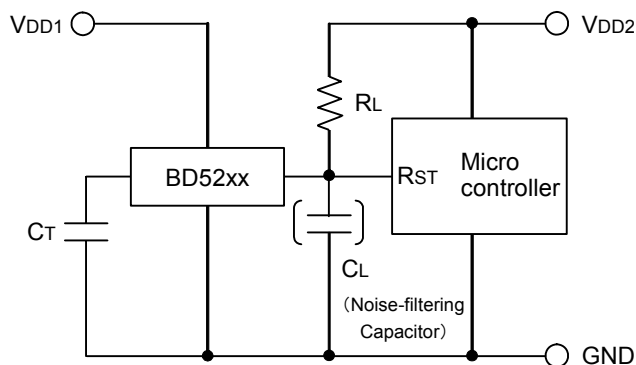 VDD1
VDD2
RL
BD52xx
RST
Micro
controller
CT
CL
（Noise-filtering
Capacitor）
GND